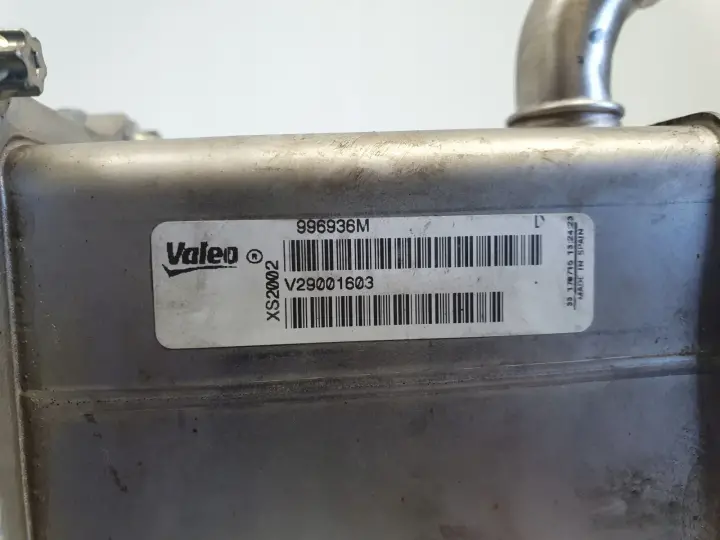 996936M
Valeo ®
XS2002
V29001603
MADE IN SPAIN